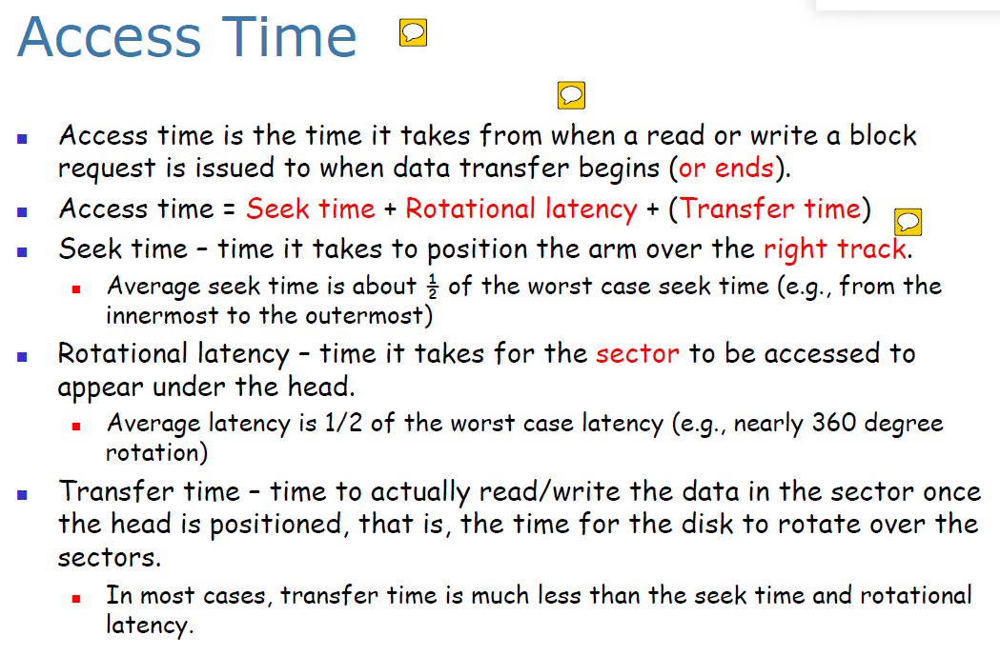 Access Time
Access time is the time it takes from when a read or write a block
request is issued to when data transfer begins (or ends).
Access time = Seek time + Rotational latency + (Transfer time)
Seek time – time it takes to position the arm over the right track.
Average seek time is about ½ of the worst case seek time (e.g., from the
innermost to the outermost)
Rotational latency – time it takes for the sector to be accessed to
appear under the head.
Average latency is 1/2 of the worst case latency (e.g., nearly 360 degree
rotation)
Transfer time – time to actually read/write the data in the sector once
the head is positioned, that is, the time for the disk to rotate over the
sectors.
In most cases, transfer time is much less than the seek time and rotational
latency.